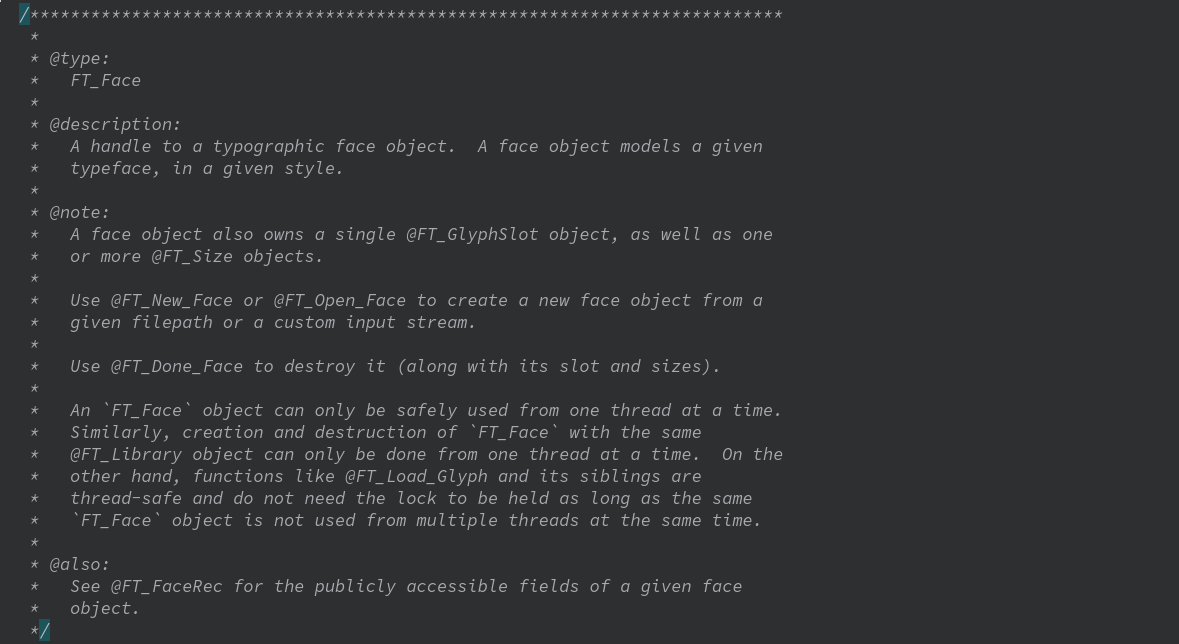 /**************************************************************************
 *
 * @type:
 *   FT_Face
 *
 * @description:
 *   A handle to a typographic face object.  A face object models a given
 *   typeface, in a given style.
 *
 * @note:
 *   A face object also owns a single @FT_GlyphSlot object, as well as one
 *   or more @FT_Size objects.
 *
 *   Use @FT_New_Face or @FT_Open_Face to create a new face object from a
 *   given filepath or a custom input stream.
 *
 *   Use @FT_Done_Face to destroy it (along with its slot and sizes).
 *
 *   An `FT_Face` object can only be safely used from one thread at a time.
 *   Similarly, creation and destruction of `FT_Face` with the same
 *   @FT_Library object can only be done from one thread at a time.  On the
 *   other hand, functions like @FT_Load_Glyph and its siblings are
 *   thread-safe and do not need the lock to be held as long as the same
 *   `FT_Face` object is not used from multiple threads at the same time.
 *
 * @also:
 *   See @FT_FaceRec for the publicly accessible fields of a given face
 *   object.
 */